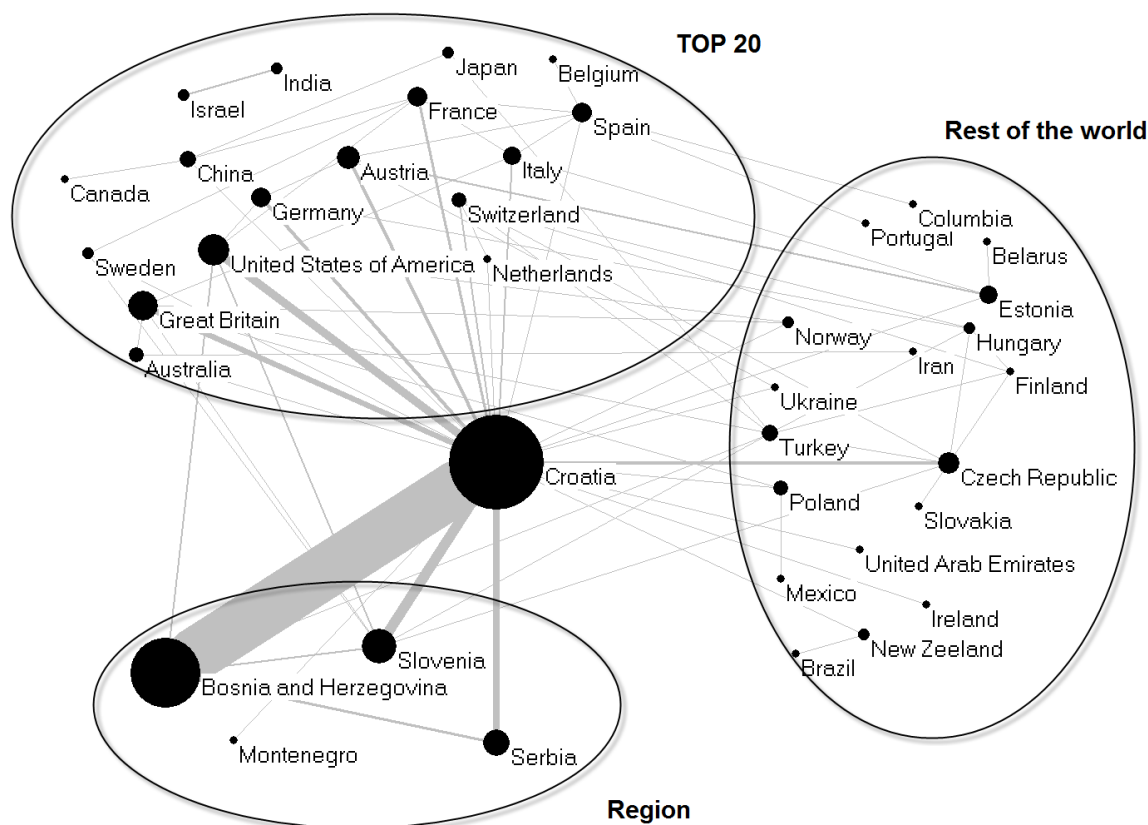 TOP 20
Japan
Belgium
India
Israel
France
Spain
Rest of the world
China
Austria
Italy
Canada
Germany
Switzerland
Columbia
Portugal
Belarus
Sweden
United States of America
Netherlands
Estonia
Great Britain
Norway
Hungary
Australia
Iran
Finland
Ukraine
Turkey
Croatia
Czech Republic
Poland
Slovakia
United Arab Emirates
Mexico
Ireland
Slovenia
New Zeeland
Brazil
Bosnia and Herzegovina
Montenegro
Serbia
Region